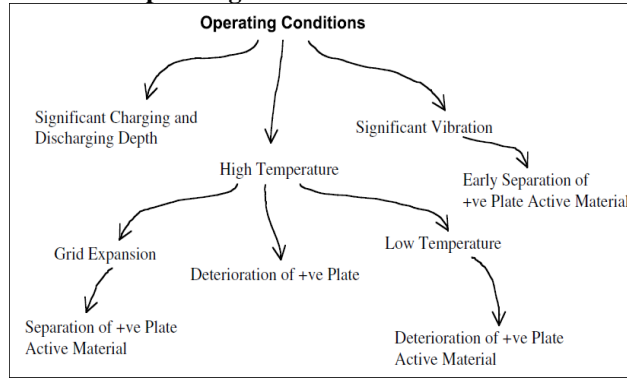 Operating Conditions
Significant Charging and
Discharging Depth
Significant Vibration
High Temperature
Early Separation of
+ve Plate Active Material
Grid Expansion
Low Temperature
Deterioration of +ve Plate
Separation of +ve Plate
Active Material
Deterioration of +ve Plate
Active Material